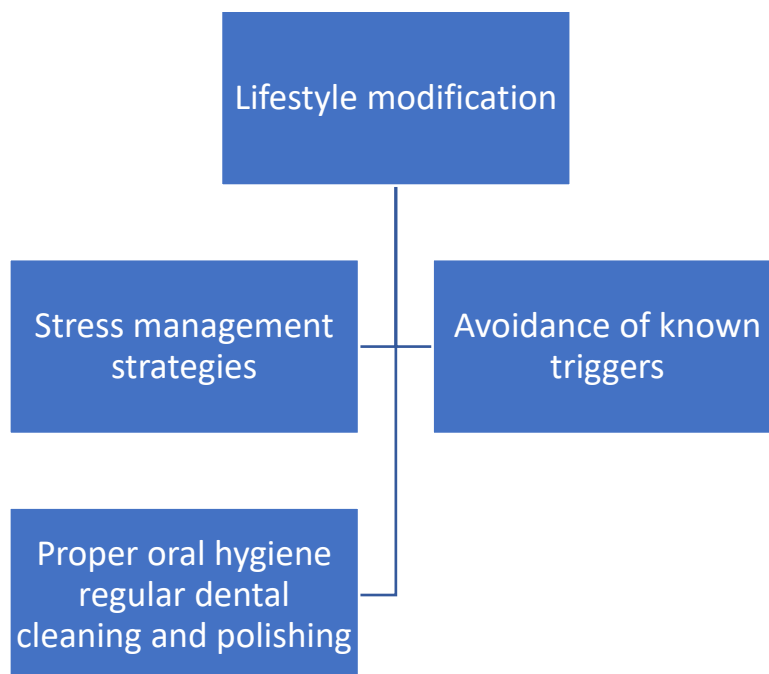 Lifestyle modification
Stress management
strategies
Avoidance of known
triggers
Proper oral hygiene
regular dental
cleaning and polishing